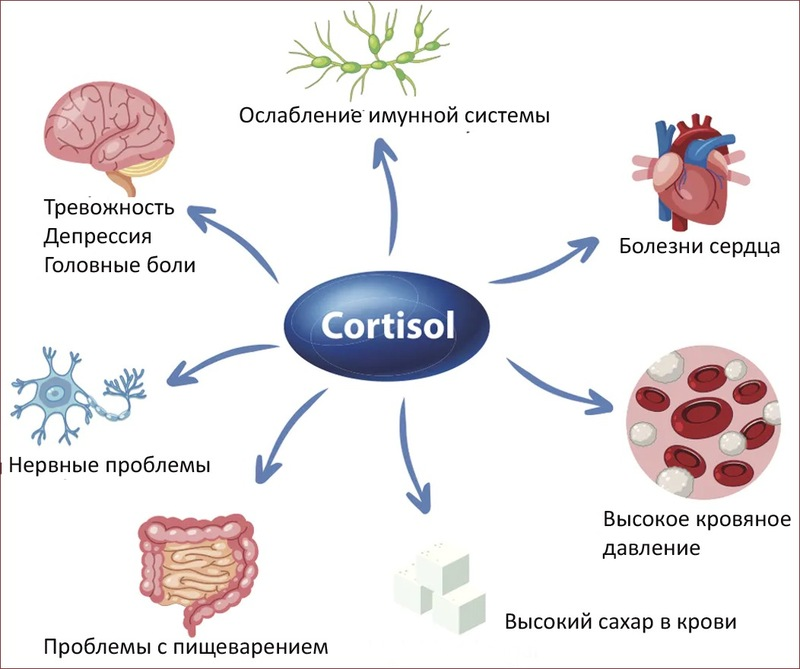 Ослабление имунной системы
Тревожность
Депрессия
Головные боли
Болезни сердца
Cortisol
Нервные проблемы
Высокое кровяное
давление
Высокий сахар в крови
Проблемы с пищеварением